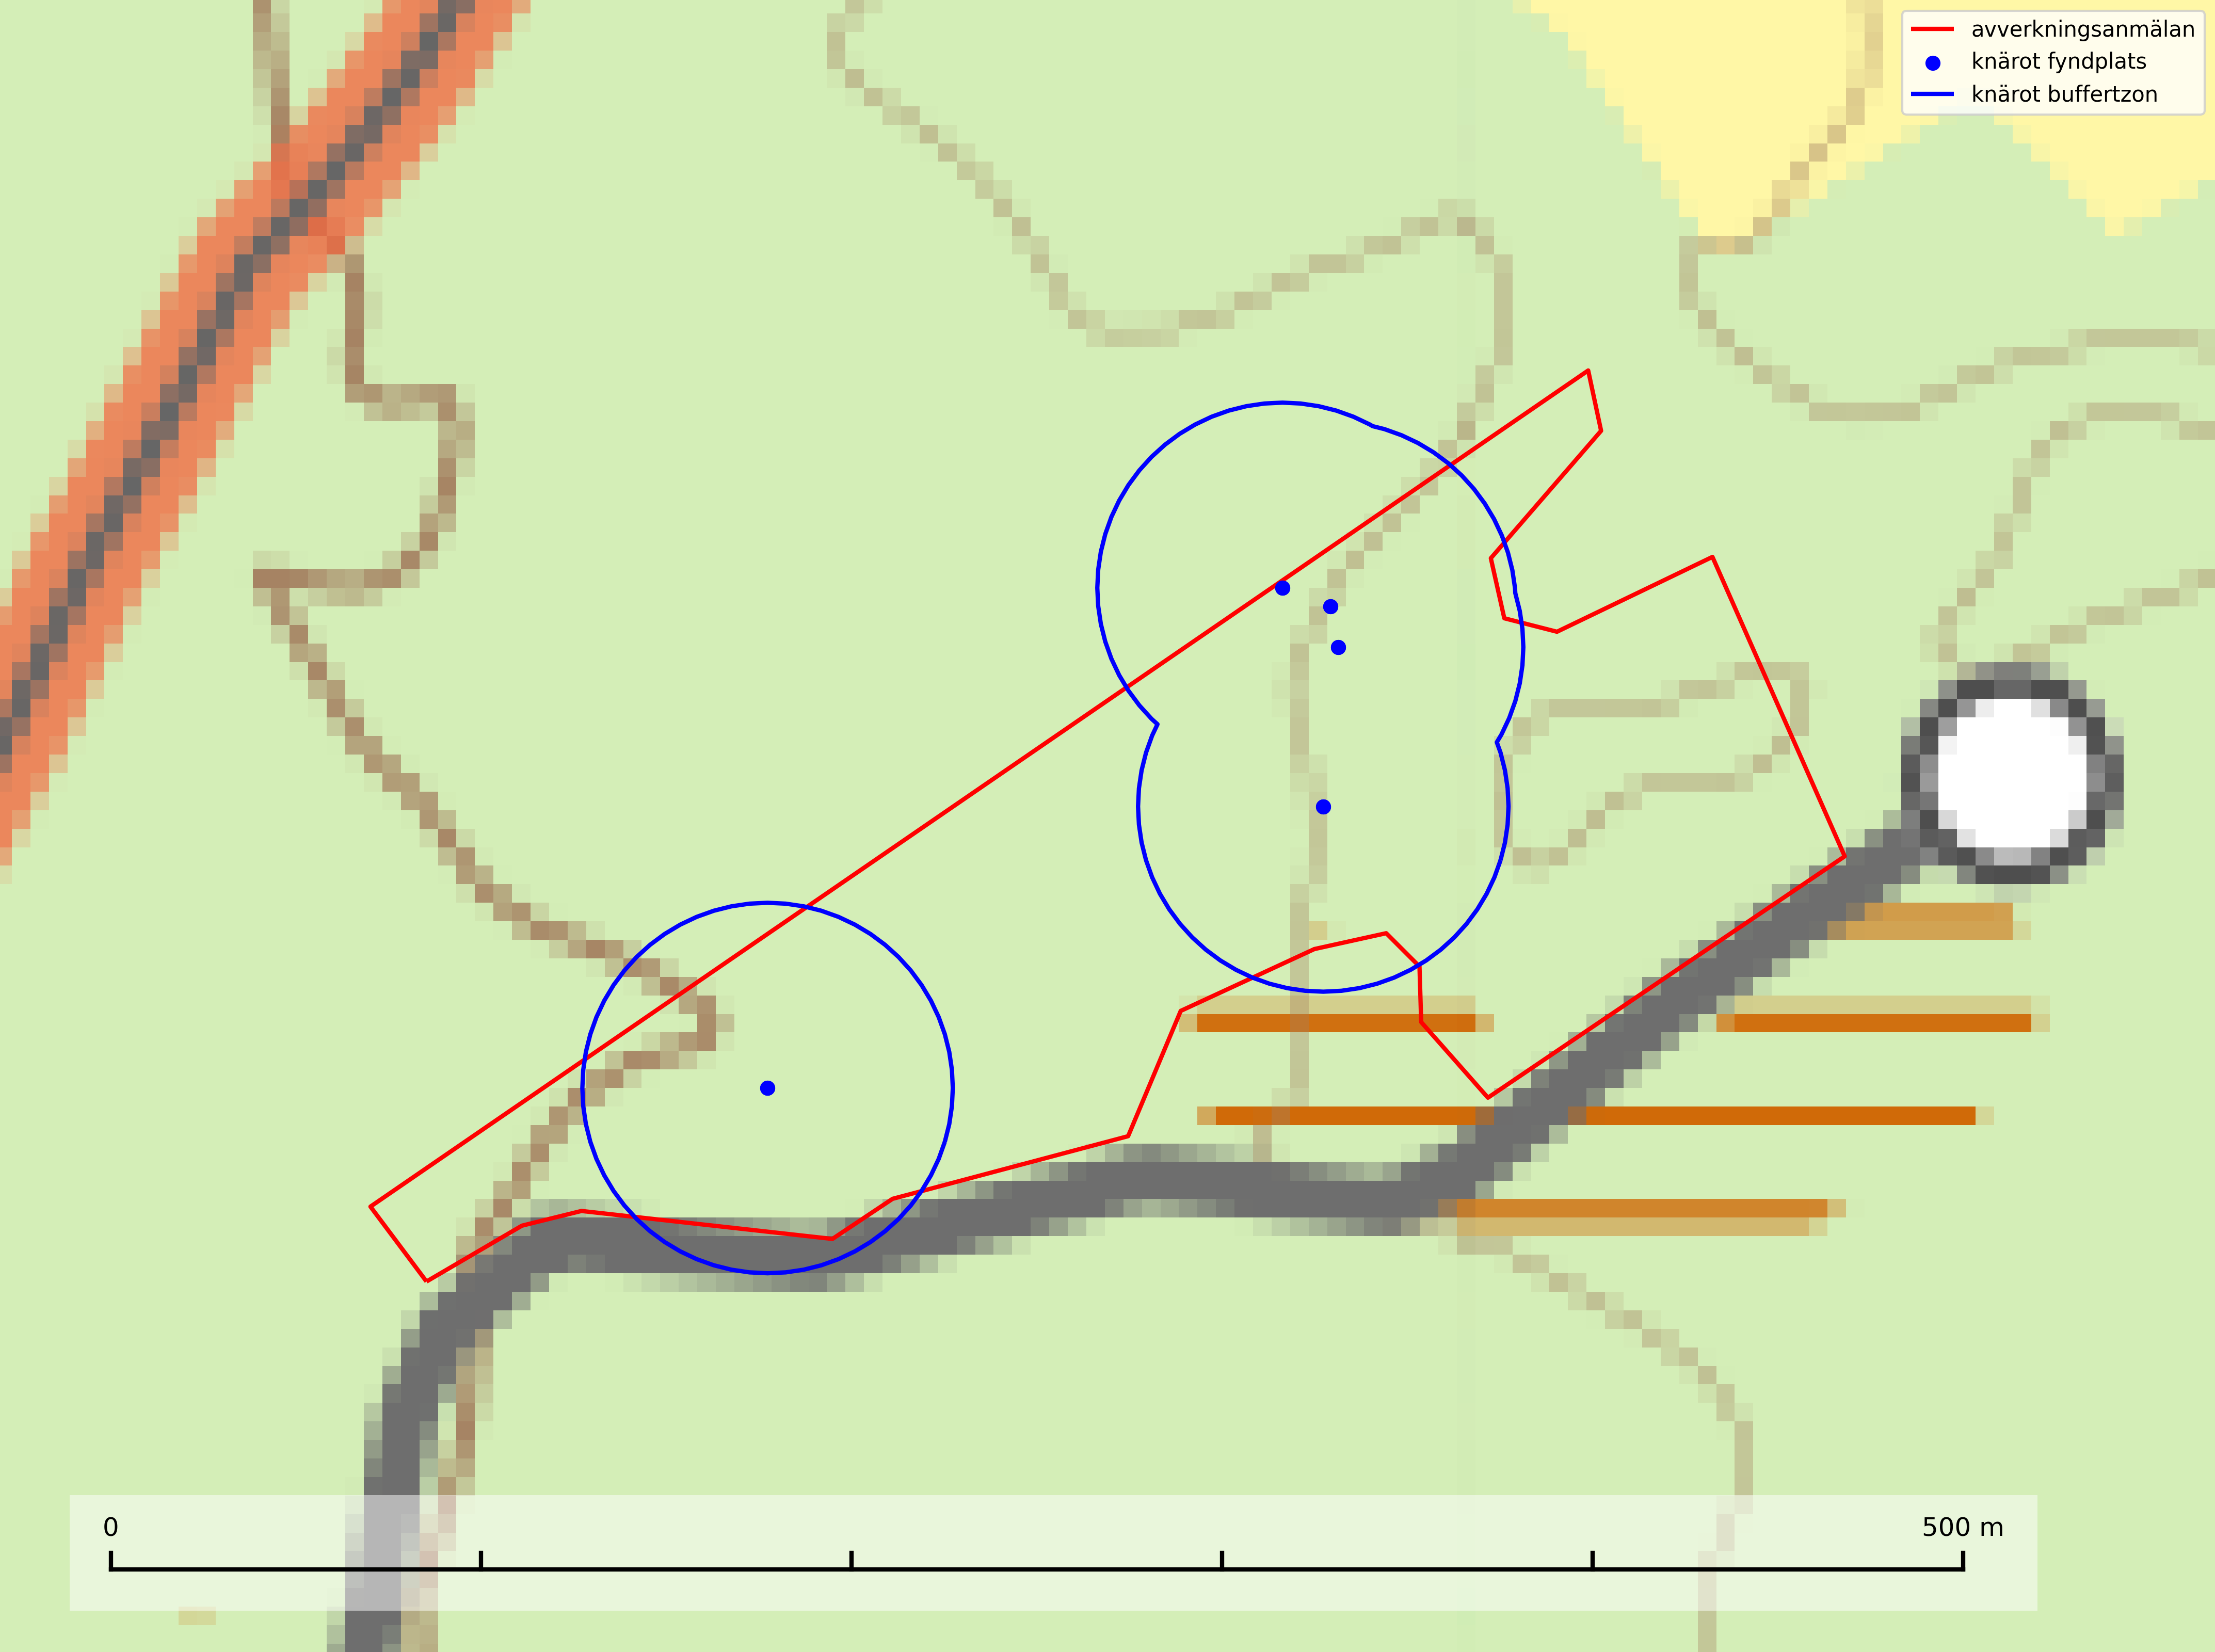 avverkningsanmälan
knärot fyndplats
knärot buffertzon
0
500 m